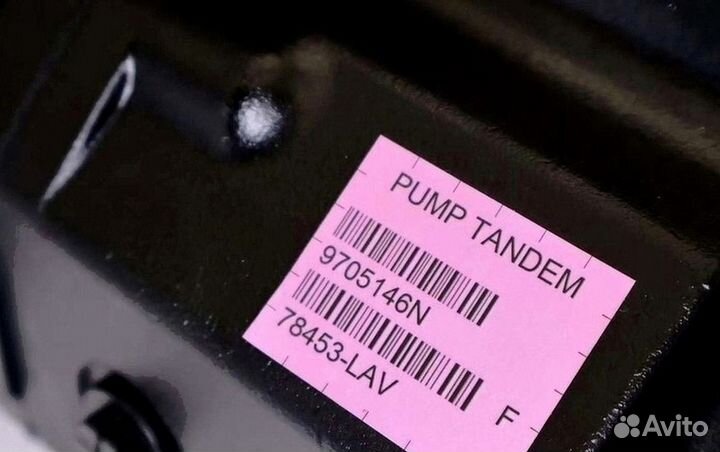 PUMP TANDEM
9705146N
78453-LAV
F
Avito